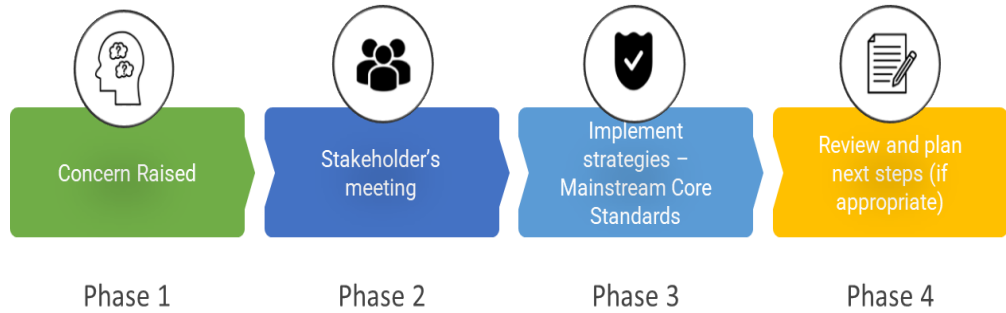 Concern Raised
Stakeholder's
meeting
Implement
strategies –
Mainstream Core
Standards
Review and plan
next steps (if
appropriate)
Phase 1
Phase 2
Phase 3
Phase 4